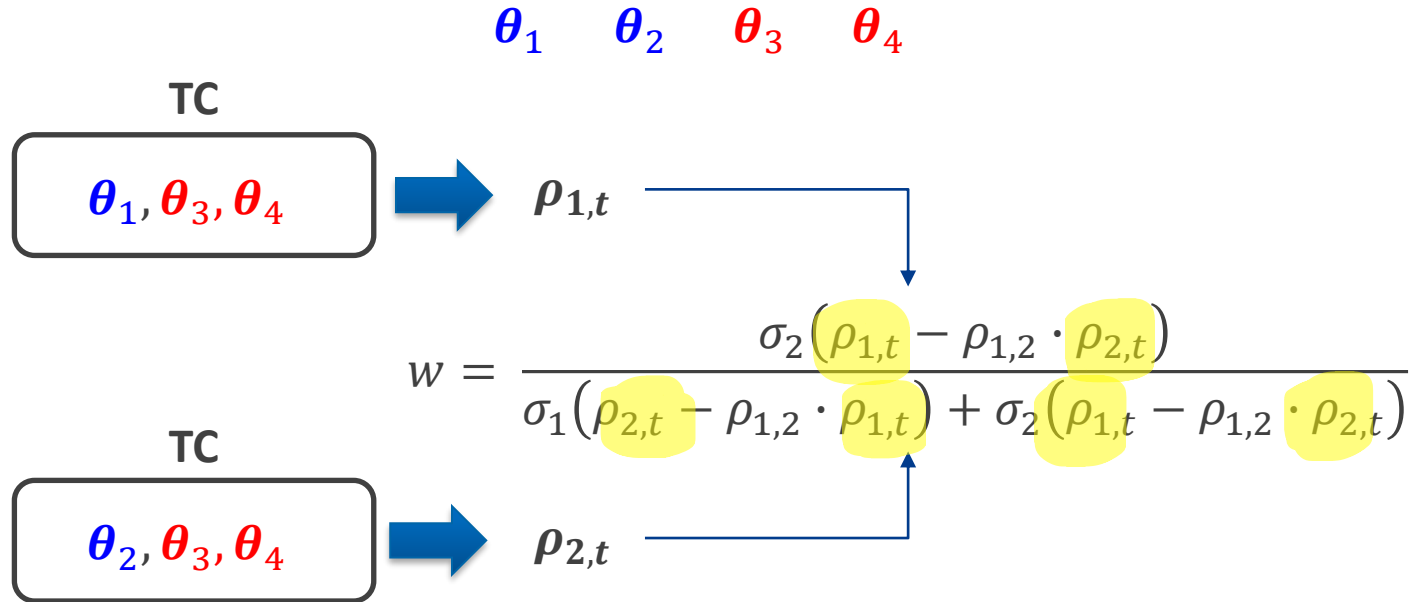 θ₁ θ₂ θ₃ θ₄
TC
θ₁, θ₃, θ₄
ρ₁,t
w = σ₂(ρ₁,t − ρ₁,₂ · ρ₂,t) / σ₁(ρ₂,t − ρ₁,₂ · ρ₁,t) + σ₂(ρ₁,t − ρ₁,₂ · ρ₂,t)
TC
θ₂, θ₃, θ₄
ρ₂,t